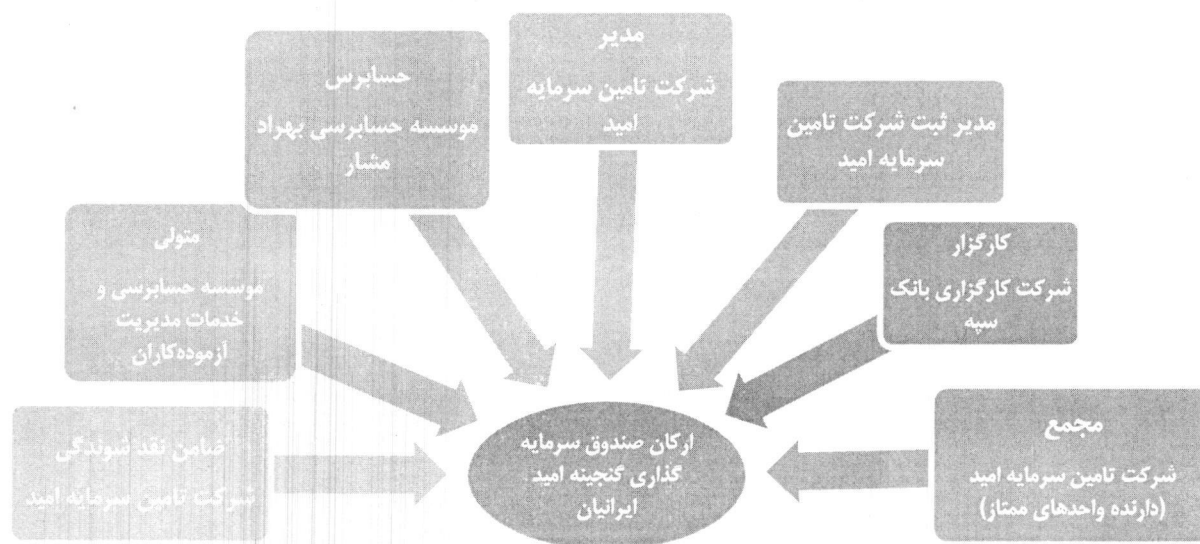 مدیر
شرکت تامین سرمایه
امید
حسابرس
موسسه حسابرسی بهراد
مشار
مدیر ثبت شرکت تامین
سرمایه امید
متولی
موسسه حسابرسی و
خدمات مدیریت
آزموده‌کاران
کارگزار
شرکت کارگزاری بانک
سپه
ضامن نقد شوندگی
شرکت تامین سرمایه امید
مجمع
شرکت تامین سرمایه امید
(دارنده واحدهای ممتاز)
ارکان صندوق سرمایه
گذاری گنجینه امید
ایرانیان